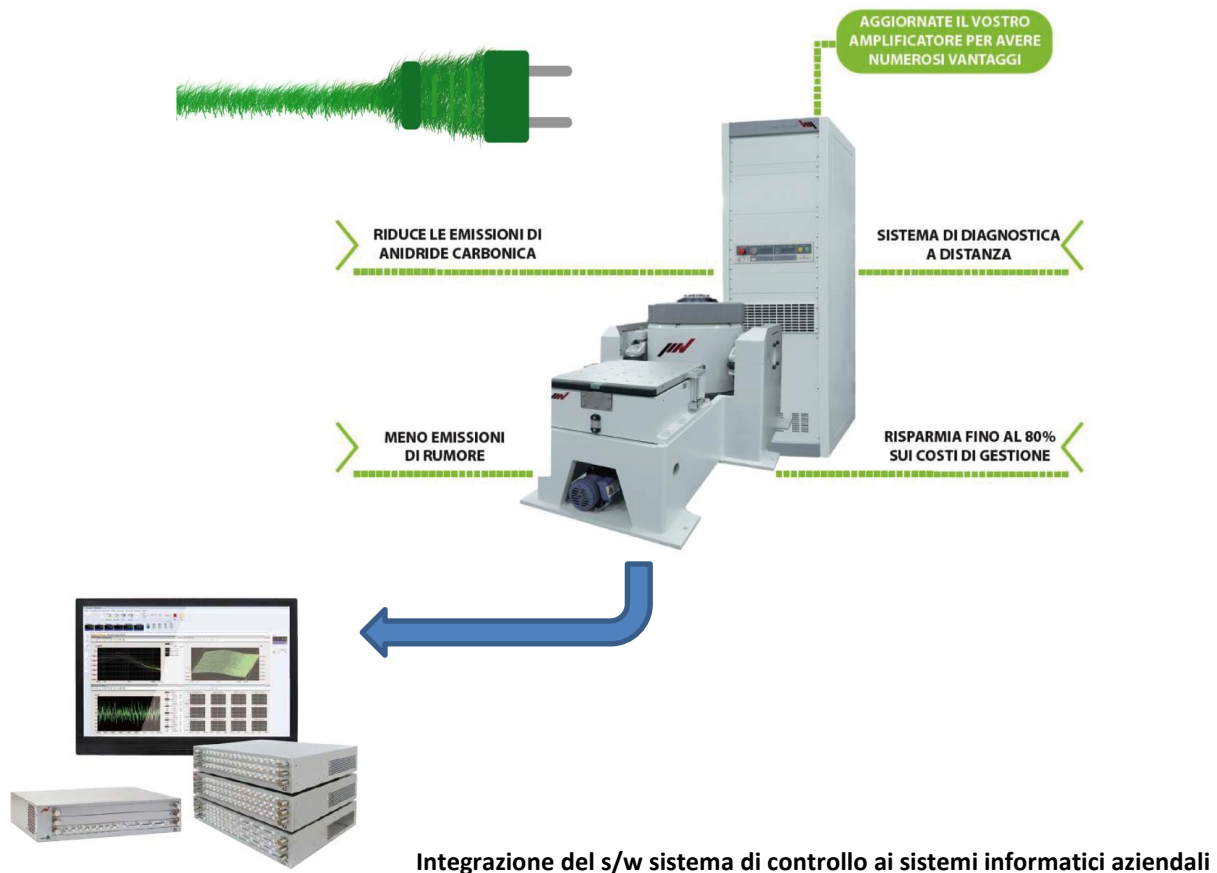 AGGIORNATE IL VOSTRO
AMPLIFICATORE PER AVERE
NUMEROSI VANTAGGI
RIDUCE LE EMISSIONI DI
ANIDRIDE CARBONICA
SISTEMA DI DIAGNOSTICA
A DISTANZA
MENO EMISSIONI
DI RUMORE
RISPARMIA FINO AL 80%
SUI COSTI DI GESTIONE
Integrazione del s/w sistema di controllo ai sistemi informatici aziendali